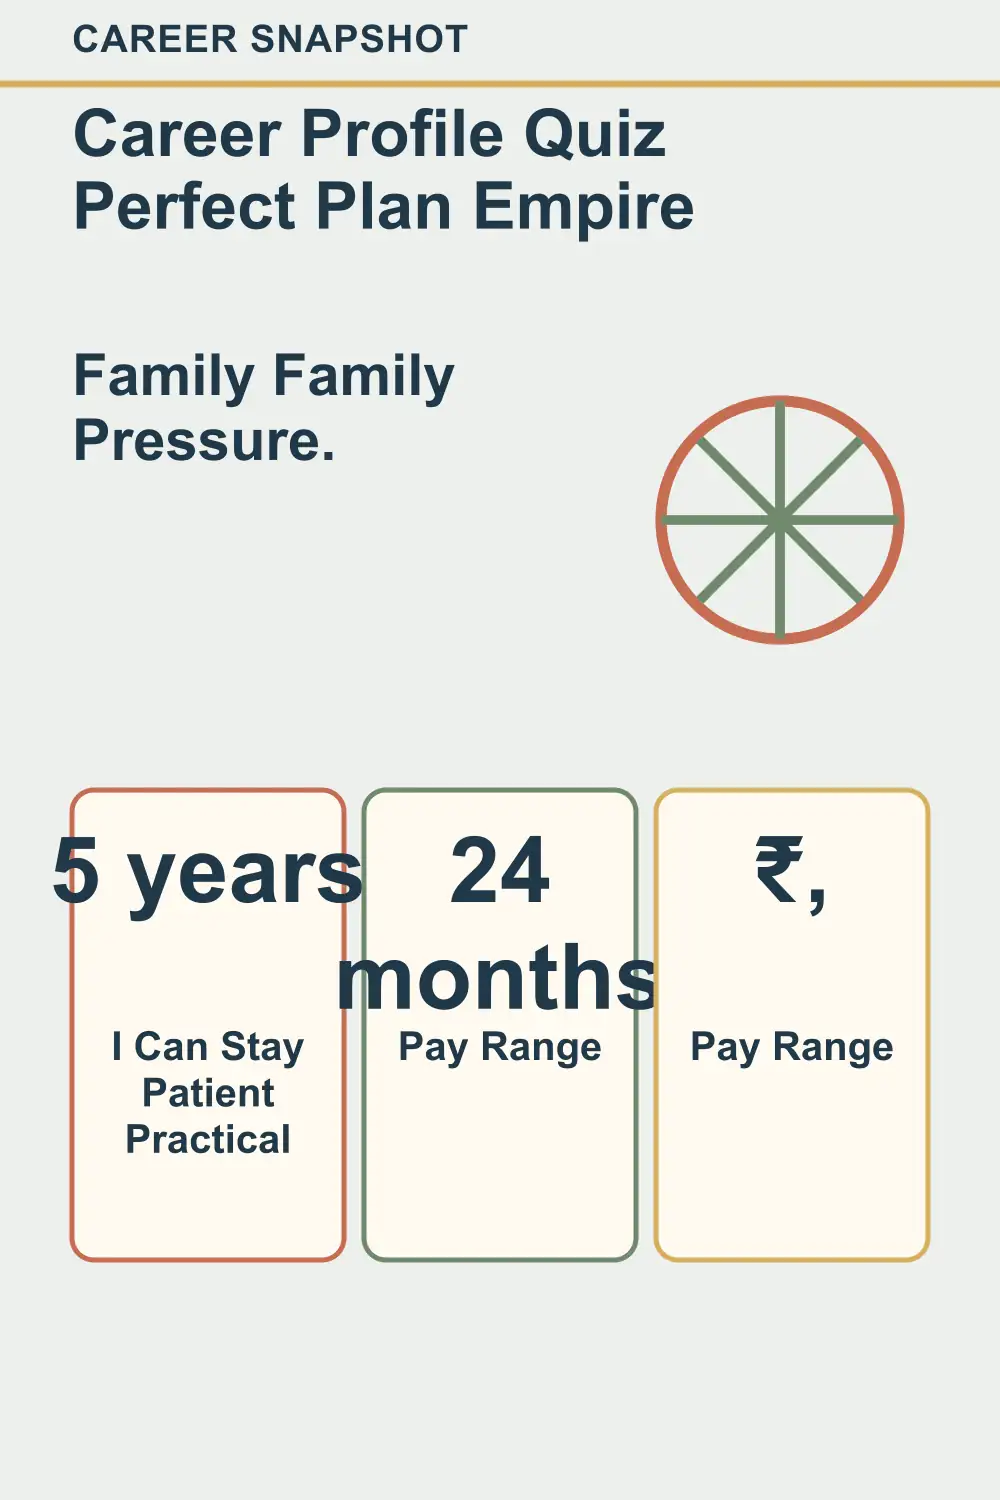 CAREER SNAPSHOT
Career Profile Quiz
Perfect Plan Empire
Family Family
Pressure.
5 years
I Can Stay
Patient
Practical
24
months
Pay Range
₹,
Pay Range